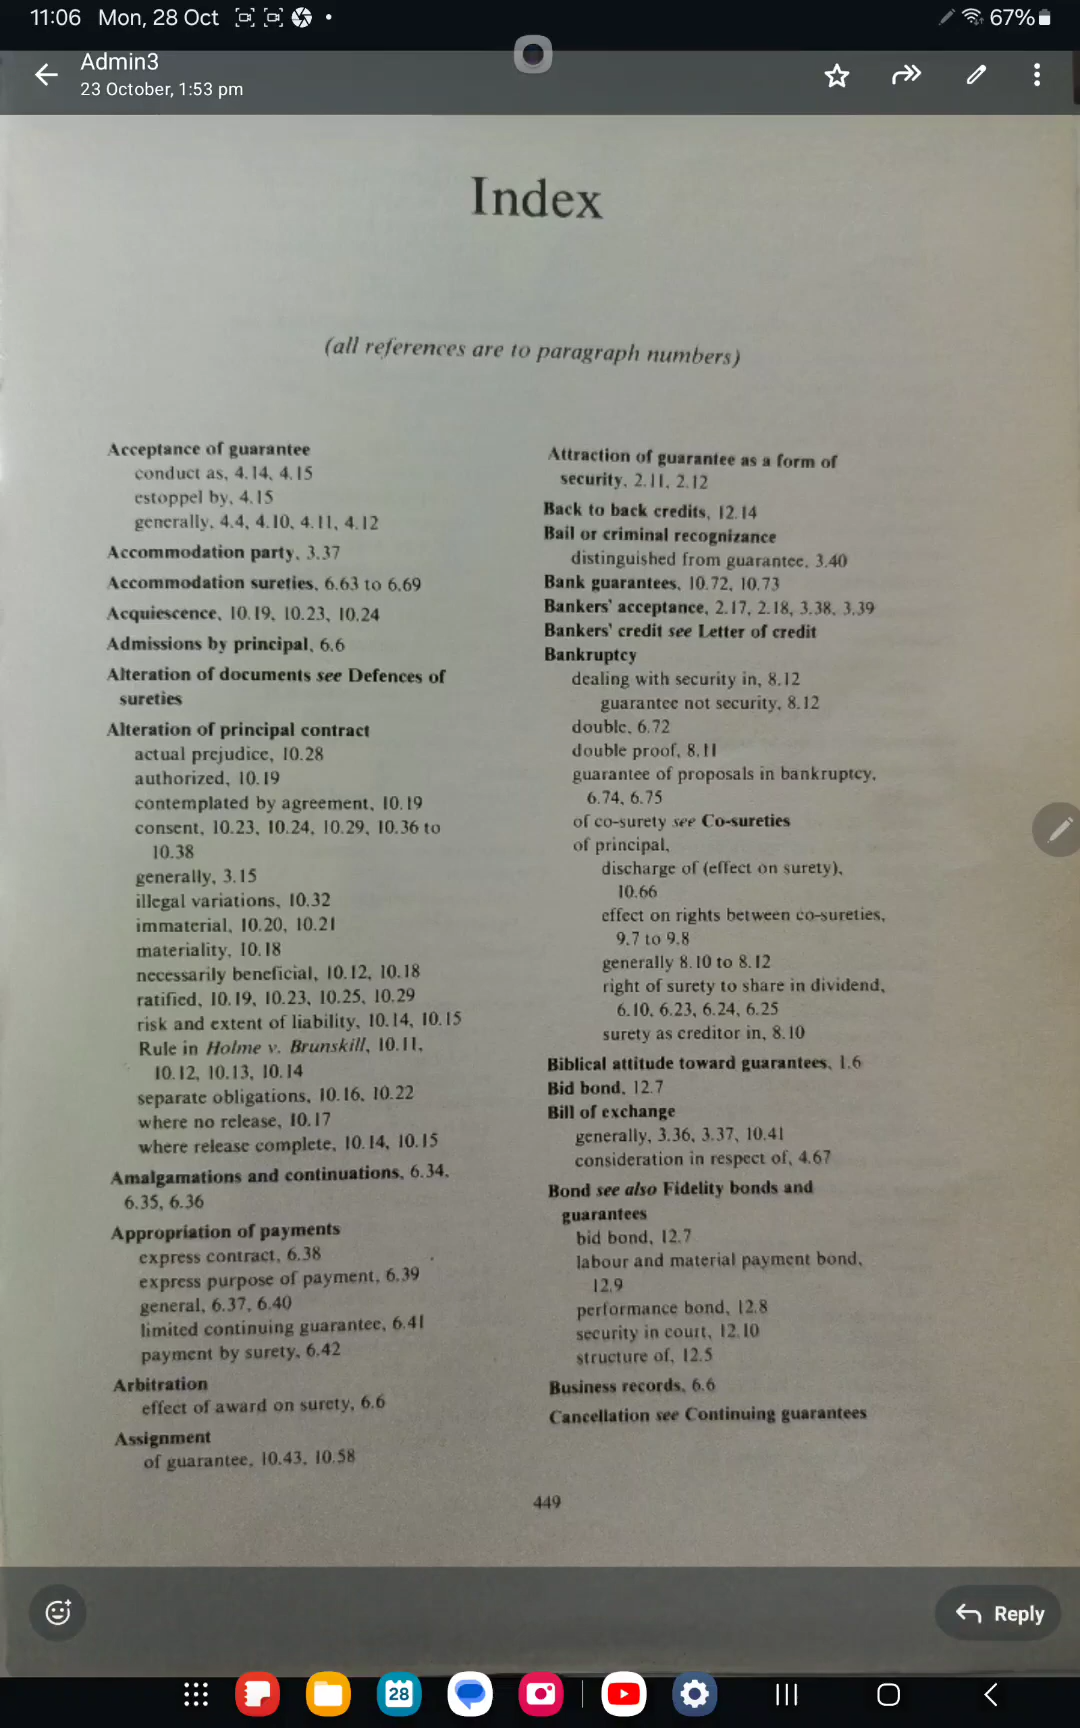 11:06 Mon, 28 Oct
67%
Admin3
23 October, 1:53 pm
Index
(all references are to paragraph numbers)
Acceptance of guarantee
conduct as, 4.14, 4.15
estoppel by, 4.15
generally, 4.4, 4.10, 4.11, 4.12
Accommodation party, 3.37
Accommodation sureties, 6.63 to 6.69
Acquiescence, 10.19, 10.23, 10.24
Admissions by principal, 6.6
Alteration of documents see Defences of
sureties
Alteration of principal contract
actual prejudice, 10.28
authorized, 10.19
contemplated by agreement, 10.19
consent, 10.23, 10.24, 10.29, 10.36 to
10.38
generally, 3.15
illegal variations, 10.32
immaterial, 10.20, 10.21
materiality, 10.18
necessarily beneficial, 10.12, 10.18
ratified, 10.19, 10.23, 10.25, 10.29
risk and extent of liability, 10.14, 10.15
Rule in Holme v. Brunskill, 10.11,
10.12, 10.13, 10.14
separate obligations, 10.16, 10.22
where no release, 10.17
where release complete, 10.14, 10.15
Amalgamations and continuations, 6.34,
6.35, 6.36
Appropriation of payments
express contract, 6.38
express purpose of payment, 6.39
general, 6.37, 6.40
limited continuing guarantee, 6.41
payment by surety, 6.42
Arbitration
effect of award on surety, 6.6
Assignment
of guarantee, 10.43, 10.58
Attraction of guarantee as a form of
security, 2.11, 2.12
Back to back credits, 12.14
Bail or criminal recognizance
distinguished from guarantee, 3.40
Bank guarantees, 10.72, 10.73
Bankers' acceptance, 2.17, 2.18, 3.38, 3.39
Bankers' credit see Letter of credit
Bankruptcy
dealing with security in, 8.12
guarantee not security, 8.12
double, 6.72
double proof, 8.11
guarantee of proposals in bankruptcy,
6.74, 6.75
of co-surety see Co-sureties
of principal,
discharge of (effect on surety),
10.66
effect on rights between co-sureties,
9.7 to 9.8
generally 8.10 to 8.12
right of surety to share in dividend,
6.10, 6.23, 6.24, 6.25
surety as creditor in, 8.10
Biblical attitude toward guarantees, 1.6
Bid bond, 12.7
Bill of exchange
generally, 3.36, 3.37, 10.41
consideration in respect of, 4.67
Bond see also Fidelity bonds and
guarantees
bid bond, 12.7
labour and material payment bond,
12.9
performance bond, 12.8
security in court, 12.10
structure of, 12.5
Business records, 6.6
Cancellation see Continuing guarantees
449
Reply
28